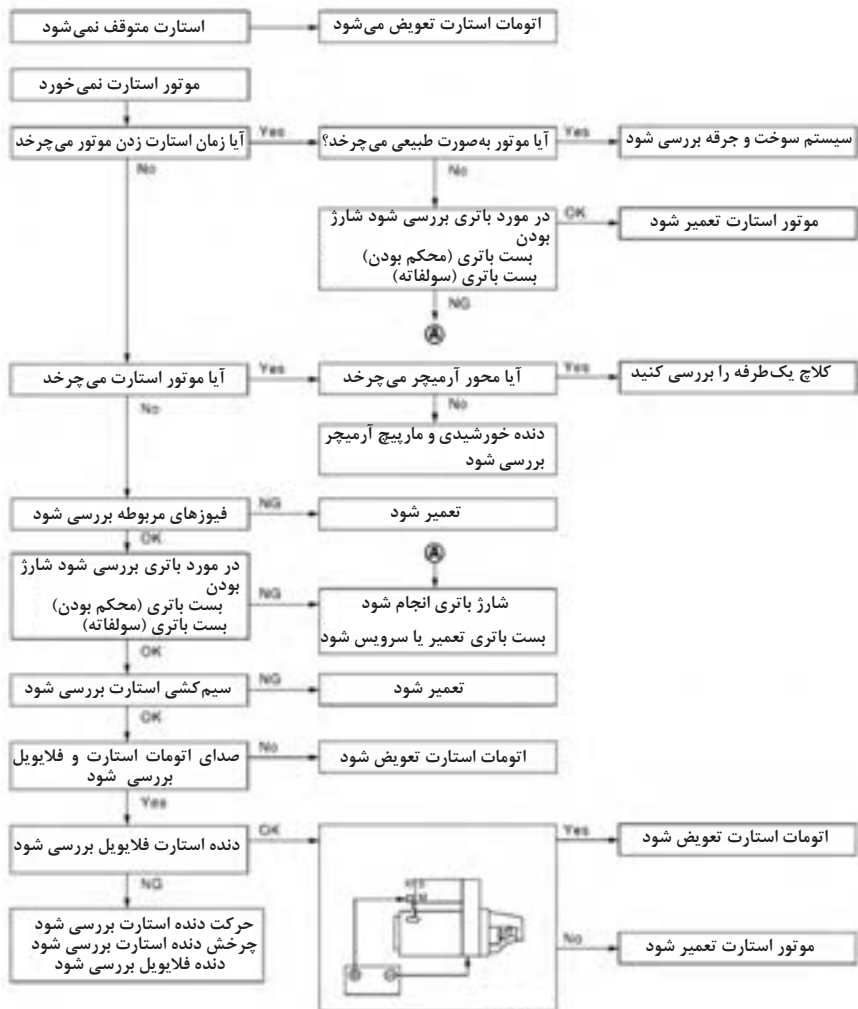 استارت متوقف نمی‌شود
اتومات استارت تعویض می‌شود
موتور استارت نمی‌خورد
آیا زمان استارت زدن موتور می‌چرخد
Yes
آیا موتور به‌صورت طبیعی می‌چرخد؟
Yes
سیستم سوخت و جرقه بررسی شود
No
No
در مورد باتری بررسی شود شارژ
بودن
بست باتری (محکم بودن)
بست باتری (سولفاته)
OK
موتور استارت تعمیر شود
NG
A
آیا موتور استارت می‌چرخد
Yes
آیا محور آرمیچر می‌چرخد
Yes
کلاچ یک‌طرفه را بررسی کنید
No
No
دنده خورشیدی و مارپیچ آرمیچر
بررسی شود
فیوزهای مربوطه بررسی شود
NG
تعمیر شود
OK
A
در مورد باتری بررسی شود شارژ
بودن
بست باتری (محکم بودن)
بست باتری (سولفاته)
NG
شارژ باتری انجام شود
بست باتری تعمیر یا سرویس شود
OK
سیم‌کشی استارت بررسی شود
NG
تعمیر شود
OK
صدای اتومات استارت و فلایویل
بررسی شود
No
اتومات استارت تعویض شود
Yes
دنده استارت فلایویل بررسی شود
OK
Yes
اتومات استارت تعویض شود
NG
M
حرکت دنده استارت بررسی شود
چرخش دنده استارت بررسی شود
دنده فلایویل بررسی شود
No
موتور استارت تعمیر شود